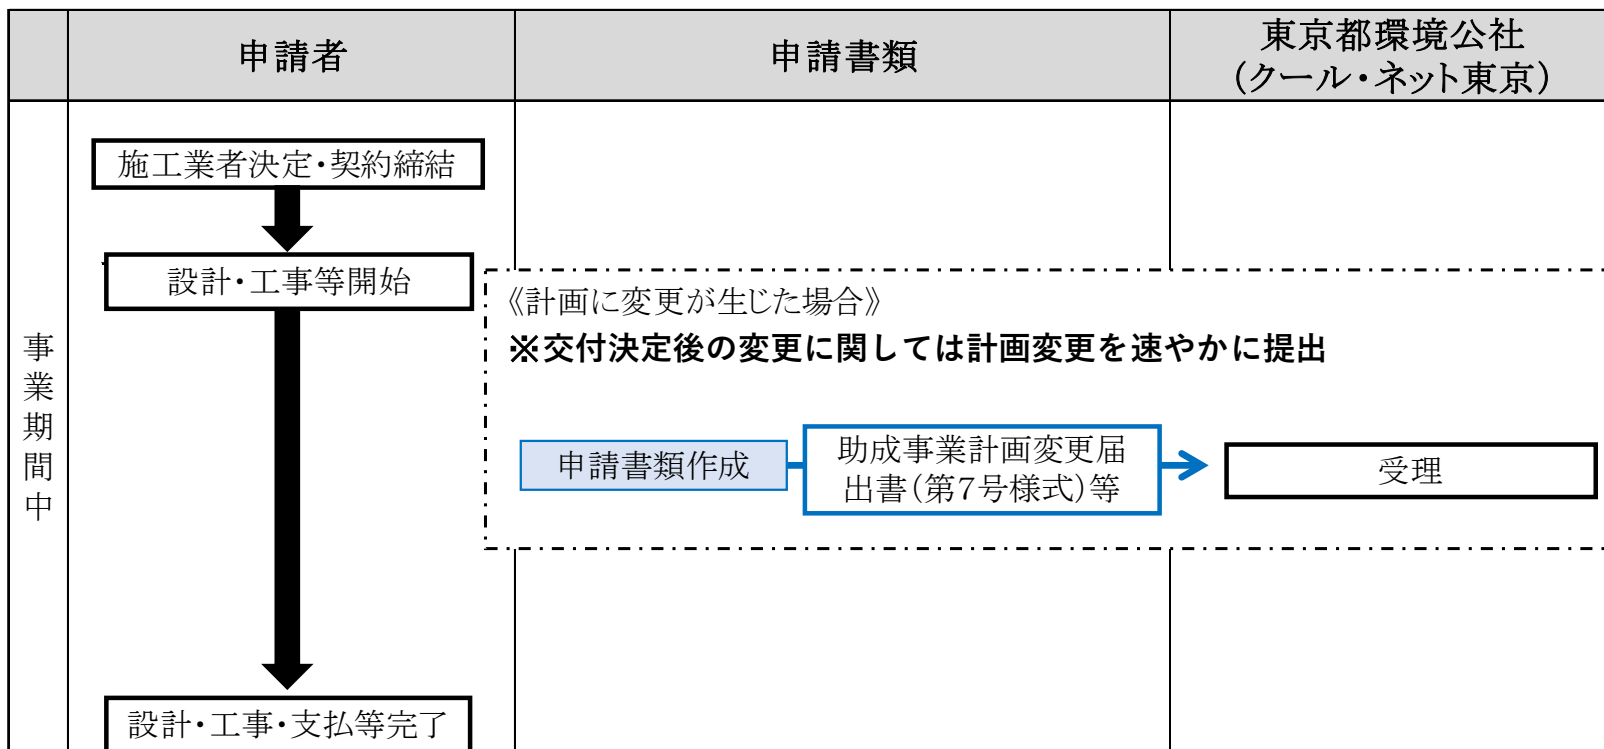 申請者
申請書類
東京都環境公社
(クール・ネット東京)
事業期間中
施工業者決定・契約締結
設計・工事等開始
《計画に変更が生じた場合》
※交付決定後の変更に関しては計画変更を速やかに提出
申請書類作成
助成事業計画変更届
出書(第7号様式)等
受理
設計・工事・支払等完了